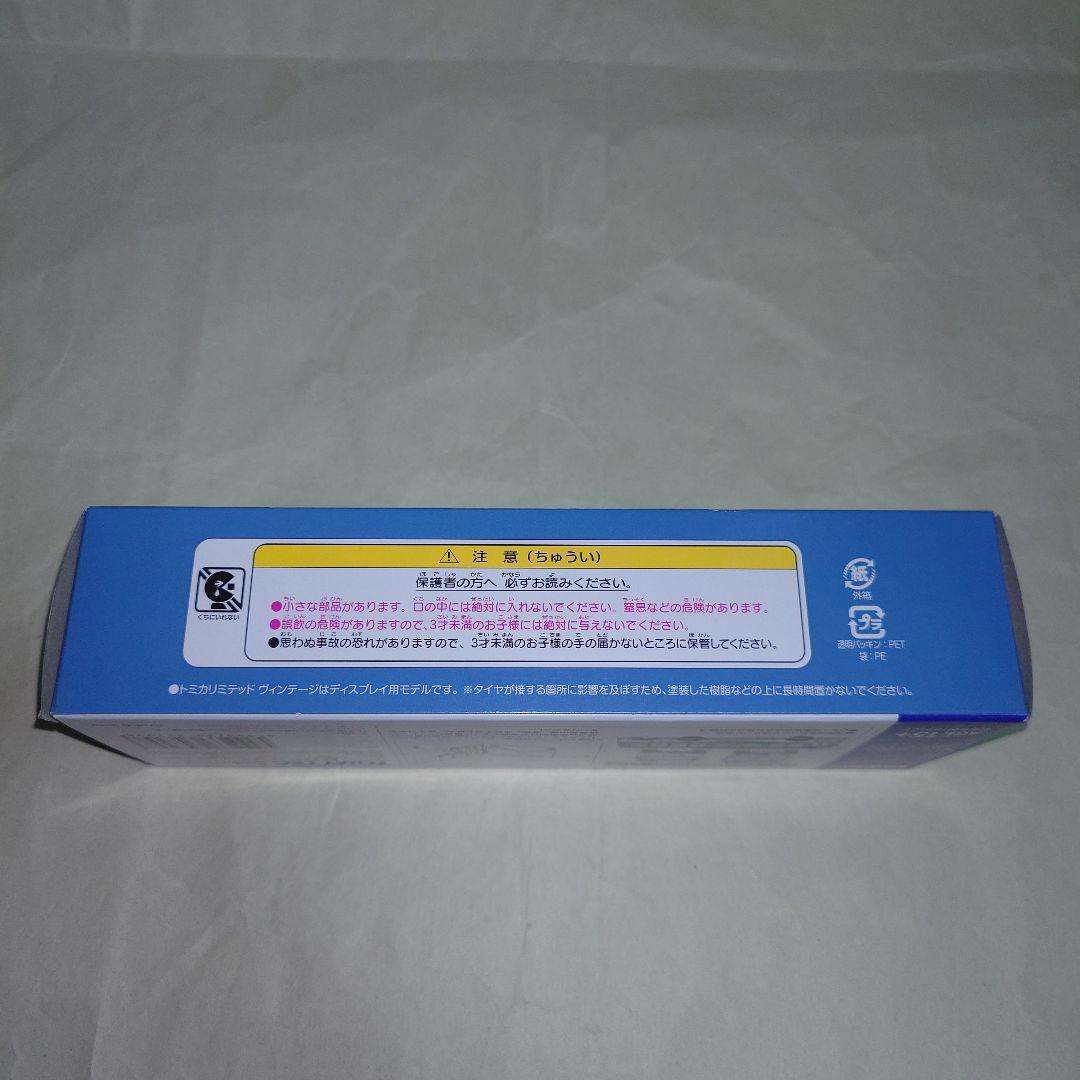 ⚠ 注意(ちゅうい)
保護者の方へ 必ずお読みください。
●小さな部品があります。口の中には絶対に入れないでください。窒息などの危険があります。
●誤飲の危険がありますので、3才未満のお子様には絶対に与えないでください。
●思わぬ事故の恐れがありますので、3才未満のお子様の手の届かないところに保管してください。
くちにいれない
紙
外箱
プラ
透明パッキン:PET
袋:PE
●トミカリミテッド ヴィンテージはディスプレイ用モデルです。※タイヤが接する箇所に影響を及ぼすため、塗装した樹脂などの上に長時間置かないでください。